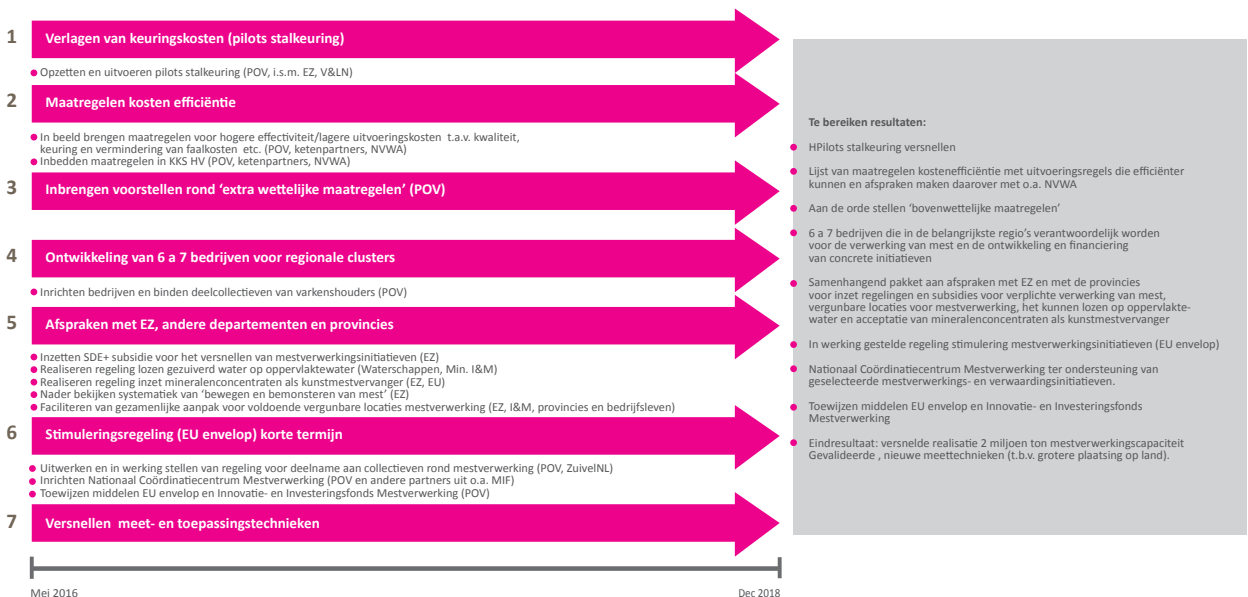 1 Verlagen van keuringskosten (pilots stalkeuring)
Opzetten en uitvoeren pilots stalkeuring (POV, i.s.m. EZ, V&LN)
2 Maatregelen kosten efficiëntie
In beeld brengen maatregelen voor hogere effectiviteit/lagere uitvoeringskosten t.a.v. kwaliteit,
keuring en vermindering van faalkosten etc. (POV, ketenpartners, NVWA)
Inbedden maatregelen in KKS HV (POV, ketenpartners, NVWA)
3 Inbrengen voorstellen rond ‘extra wettelijke maatregelen’ (POV)
4 Ontwikkeling van 6 a 7 bedrijven voor regionale clusters
Inrichten bedrijven en binden deelcollectieven van varkenshouders (POV)
5 Afspraken met EZ, andere departementen en provincies
Inzetten SDE+ subsidie voor het versnellen van mestverwerkingsinitiatieven (EZ)
Realiseren regeling lozen gezuiverd water op oppervlaktewater (Waterschappen, Min. I&M)
Realiseren regeling inzet mineralenconcentraten als kunstmestvervanger (EZ, EU)
Nader bekijken systematiek van ‘bewegen en bemonsteren van mest’ (EZ)
Faciliteren van gezamenlijke aanpak voor voldoende vergunbare locaties mestverwerking (EZ, I&M, provincies en bedrijfsleven)
6 Stimuleringsregeling (EU envelop) korte termijn
Uitwerken en in werking stellen van regeling voor deelname aan collectieven rond mestverwerking (POV, ZuivelNL)
Inrichten Nationaal Coördinatiecentrum Mestverwerking (POV en andere partners uit o.a. MIF)
Toewijzen middelen EU envelop en Innovatie- en Investeringsfonds Mestverwerking (POV)
7 Versnellen meet- en toepassingstechnieken
Mei 2016
Dec 2018
Te bereiken resultaten:
HPilots stalkeuring versnellen
Lijst van maatregelen kostenefficiëntie met uitvoeringsregels die efficiënter
kunnen en afspraken maken daarover met o.a. NVWA
Aan de orde stellen ‘bovenwettelijke maatregelen’
6 a 7 bedrijven die in de belangrijkste regio’s verantwoordelijk worden
voor de verwerking van mest en de ontwikkeling en financiering
van concrete initiatieven
Samenhangend pakket aan afspraken met EZ en met de provincies
voor inzet regelingen en subsidies voor verplichte verwerking van mest,
vergunbare locaties voor mestverwerking, het kunnen lozen op oppervlakte-
water en acceptatie van mineralenconcentraten als kunstmestvervanger
In werking gestelde regeling stimulering mestverwerkingsinitiatieven (EU envelop)
Nationaal Coördinatiecentrum Mestverwerking ter ondersteuning van
geselecteerde mestverwerkings- en verwaardingsinitiatieven.
Toewijzen middelen EU envelop en Innovatie- en Investeringsfonds
Mestverwerking
Eindresultaat: versnelde realisatie 2 miljoen ton mestverwerkingscapaciteit
Gevalideerde , nieuwe meettechnieken (t.b.v. grotere plaatsing op land).